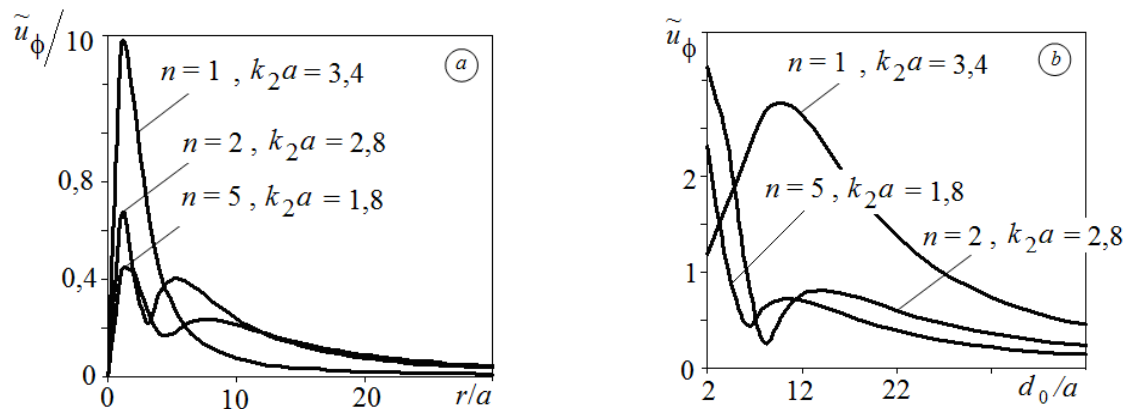 ũ_ϕ/ 10
a
n = 1 , k₂a = 3,4
n = 2 , k₂a = 2,8
0,8
n = 5 , k₂a = 1,8
0,4
0
0 10 20
r/a
ũ_ϕ
b
n = 1 , k₂a = 3,4
2
n = 5 , k₂a = 1,8
n = 2 , k₂a = 2,8
1
0
2 12 22 d₀/a